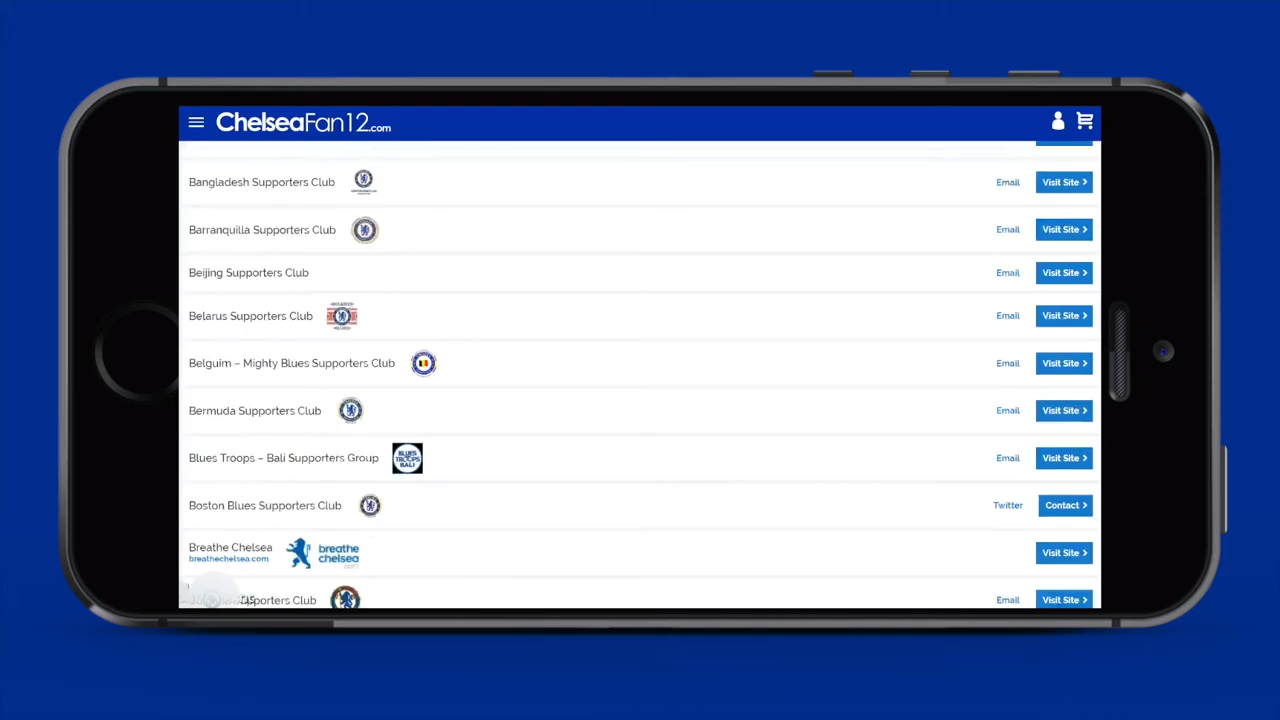 ChelseaFan12.com
Bangladesh Supporters Club Email Visit Site
Barranquilla Supporters Club Email Visit Site
Beijing Supporters Club Email Visit Site
Belarus Supporters Club Email Visit Site
Belguim – Mighty Blues Supporters Club Email Visit Site
Bermuda Supporters Club Email Visit Site
Blues Troops – Bali Supporters Group BLUES TROOPS BALI Email Visit Site
Boston Blues Supporters Club Twitter Contact
Breathe Chelsea breathe chelsea Visit Site
breathechelsea.com
Supporters Club Email Visit Site